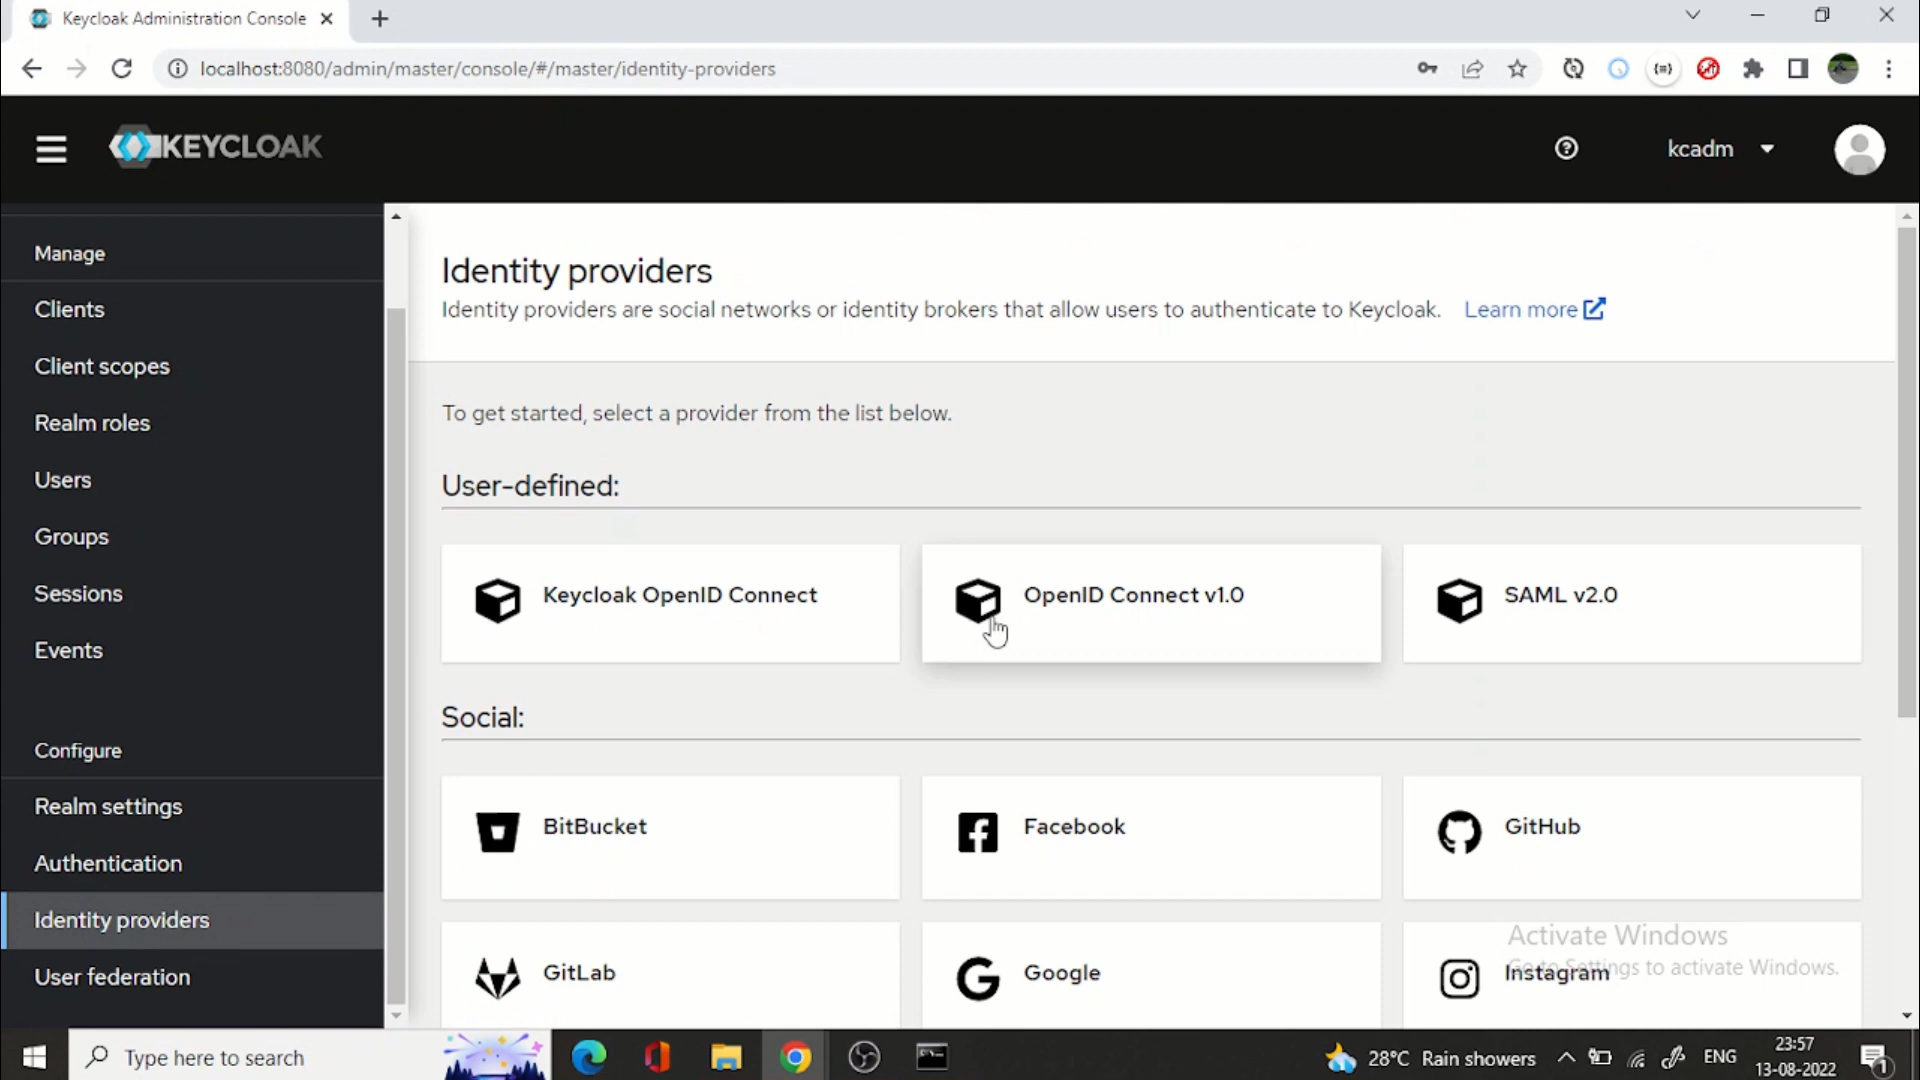 Keycloak Administration Console
localhost:8080/admin/master/console/#/master/identity-providers
KEYCLOAK
kcadm
Manage
Clients
Client scopes
Realm roles
Users
Groups
Sessions
Events
Configure
Realm settings
Authentication
Identity providers
User federation
Identity providers
Identity providers are social networks or identity brokers that allow users to authenticate to Keycloak. Learn more
To get started, select a provider from the list below.
User-defined:
Keycloak OpenID Connect
OpenID Connect v1.0
SAML v2.0
Social:
BitBucket
Facebook
GitHub
GitLab
Google
Instagram
Activate Windows
Go to Settings to activate Windows.
Type here to search
28°C Rain showers
ENG
23:57
13-08-2022
1